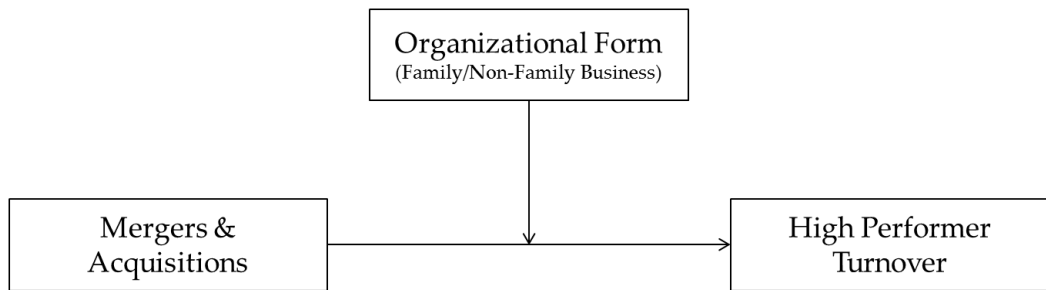 Organizational Form
(Family/Non-Family Business)
Mergers &
Acquisitions
High Performer
Turnover